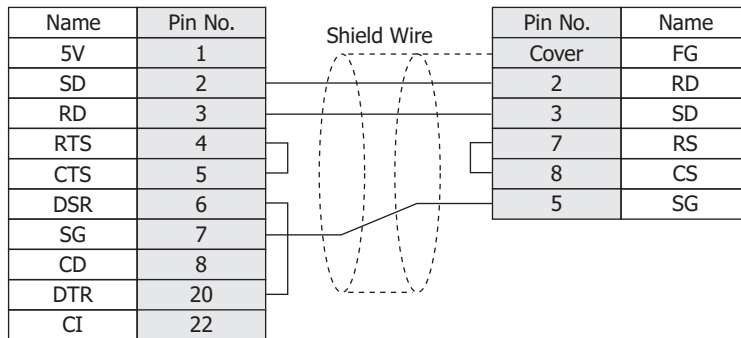 Name Pin No. Shield Wire Pin No. Name
5V 1 Cover FG
SD 2 2 RD
RD 3 3 SD
RTS 4 7 RS
CTS 5 8 CS
DSR 6 5 SG
SG 7
CD 8
DTR 20
CI 22